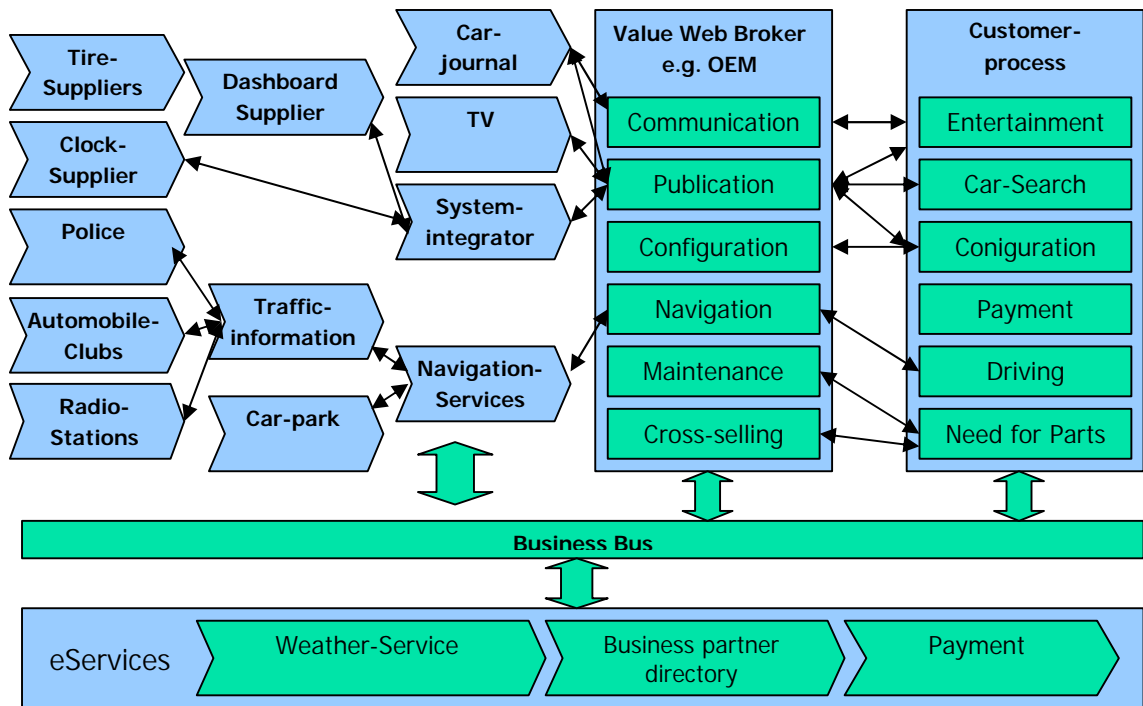 Tire-
Suppliers
Dashboard
Supplier
Car-
journal
TV
Clock-
Supplier
System-
integrator
Police
Traffic-
information
Automobile-
Clubs
Navigation-
Services
Radio-
Stations
Car-park
Value Web Broker
e.g. OEM
Communication
Publication
Configuration
Navigation
Maintenance
Cross-selling
Customer-
process
Entertainment
Car-Search
Coniguration
Payment
Driving
Need for Parts
Business Bus
eServices
Weather-Service
Business partner
directory
Payment